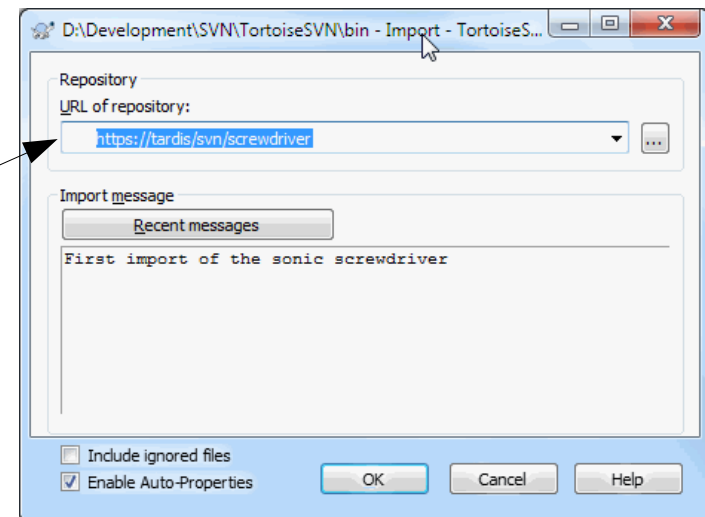 D:\Development\SVN\TortoiseSVN\bin - Import - TortoiseS...
Repository
URL of repository:
https://tardis/svn/screwdriver
...
Import message
Recent messages
First import of the sonic screwdriver
Include ignored files
Enable Auto-Properties
OK
Cancel
Help